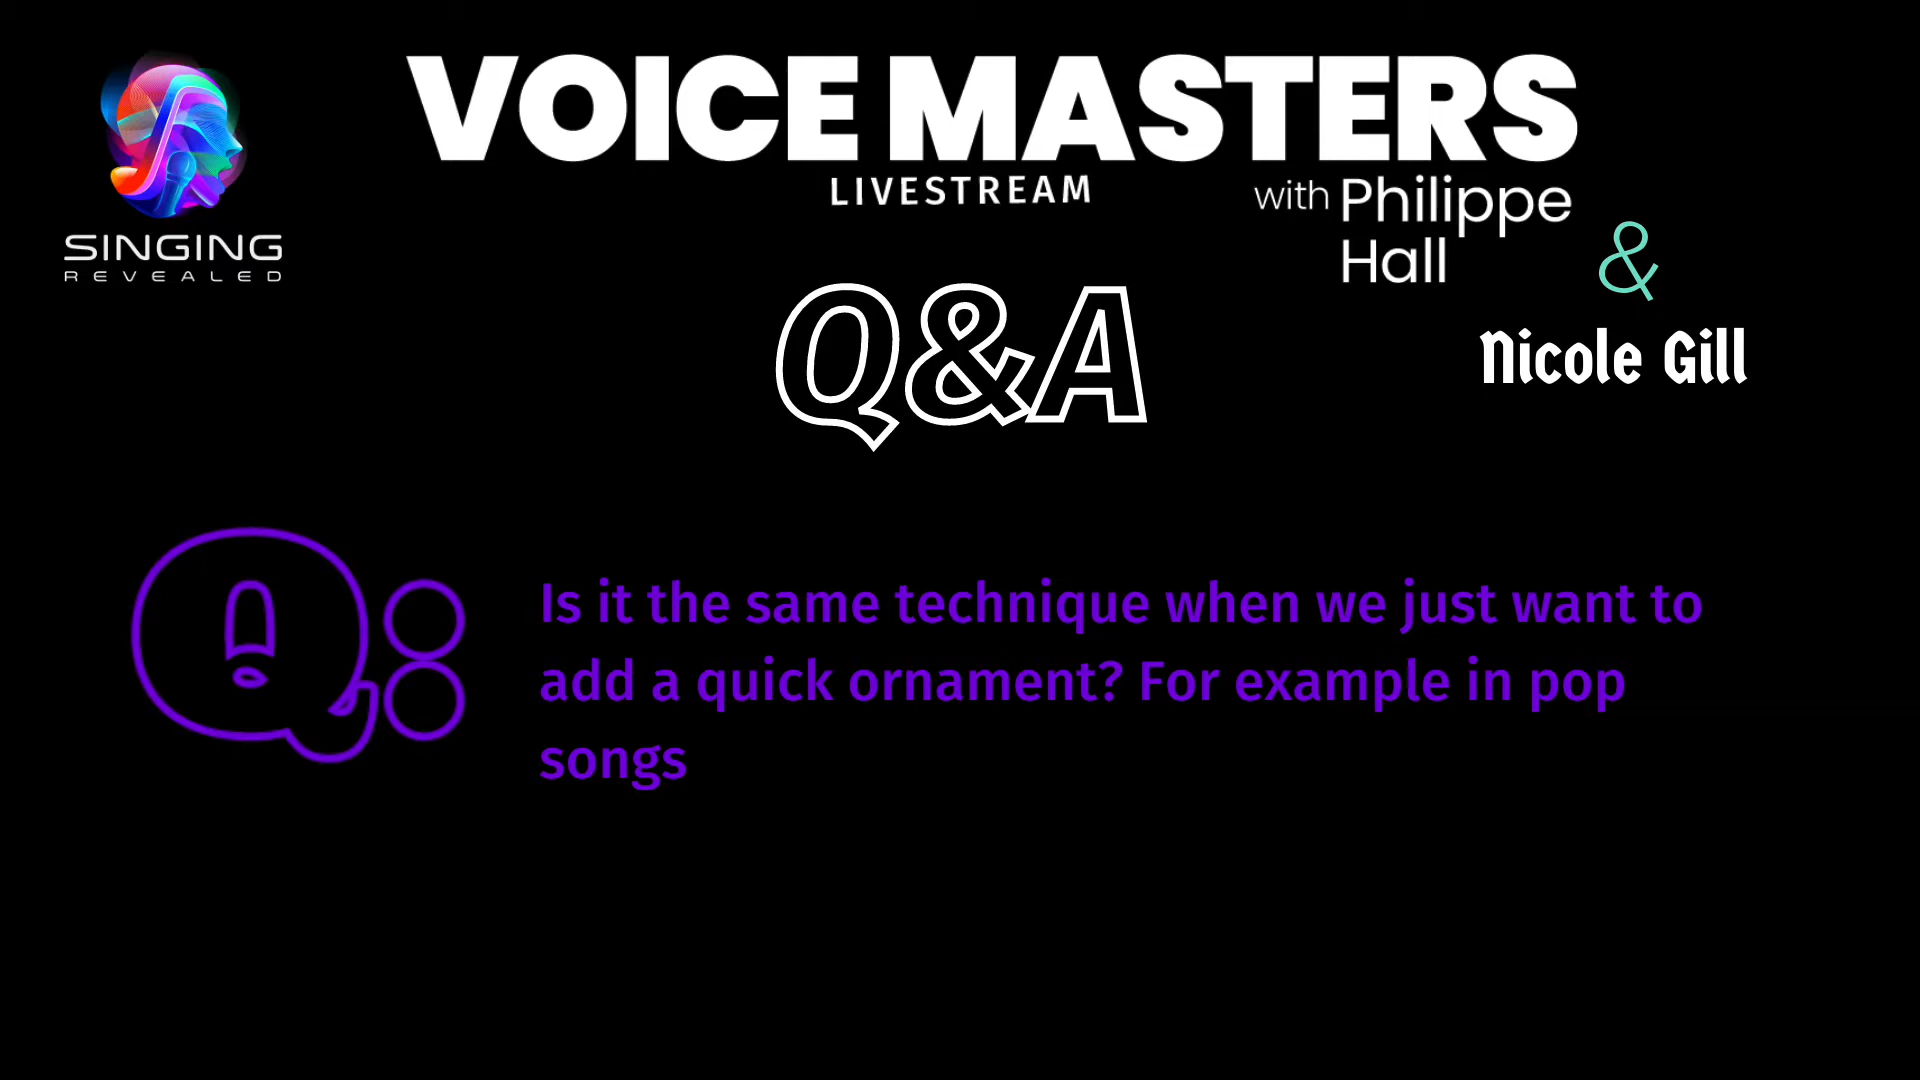 VOICE MASTERS
LIVESTREAM
with Philippe
Hall
&
Nicole Gill
SINGING
REVEALED
Q&A
Q:
Is it the same technique when we just want to
add a quick ornament? For example in pop
songs